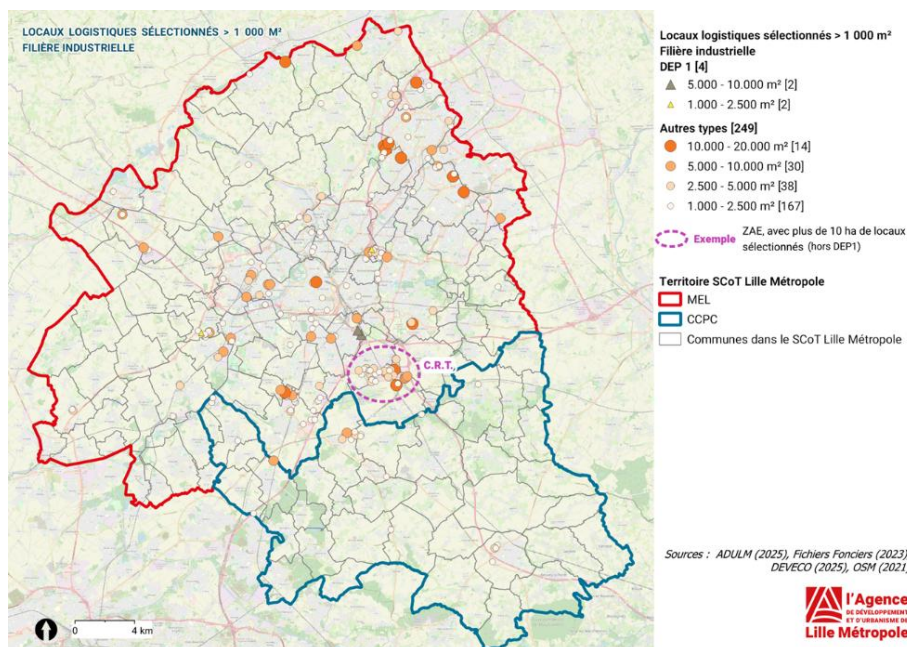 LOCAUX LOGISTIQUES SÉLECTIONNÉS > 1 000 M²
FILIÈRE INDUSTRIELLE
C.R.T.
0 4 km
Locaux logistiques sélectionnés > 1 000 m²
Filière industrielle
DEP 1 [4]
5.000 - 10.000 m² [2]
1.000 - 2.500 m² [2]
Autres types [249]
10.000 - 20.000 m² [14]
5.000 - 10.000 m² [30]
2.500 - 5.000 m² [38]
1.000 - 2.500 m² [167]
Exemple ZAE, avec plus de 10 ha de locaux
sélectionnés (hors DEP1)
Territoire SCoT Lille Métropole
MEL
CCPC
Communes dans le SCoT Lille Métropole
Sources : ADULM (2025), Fichiers Fonciers (2023)
DEVECO (2025), OSM (2021)
l'Agence
DE DÉVELOPPEMENT
ET D'URBANISME DE
Lille Métropole